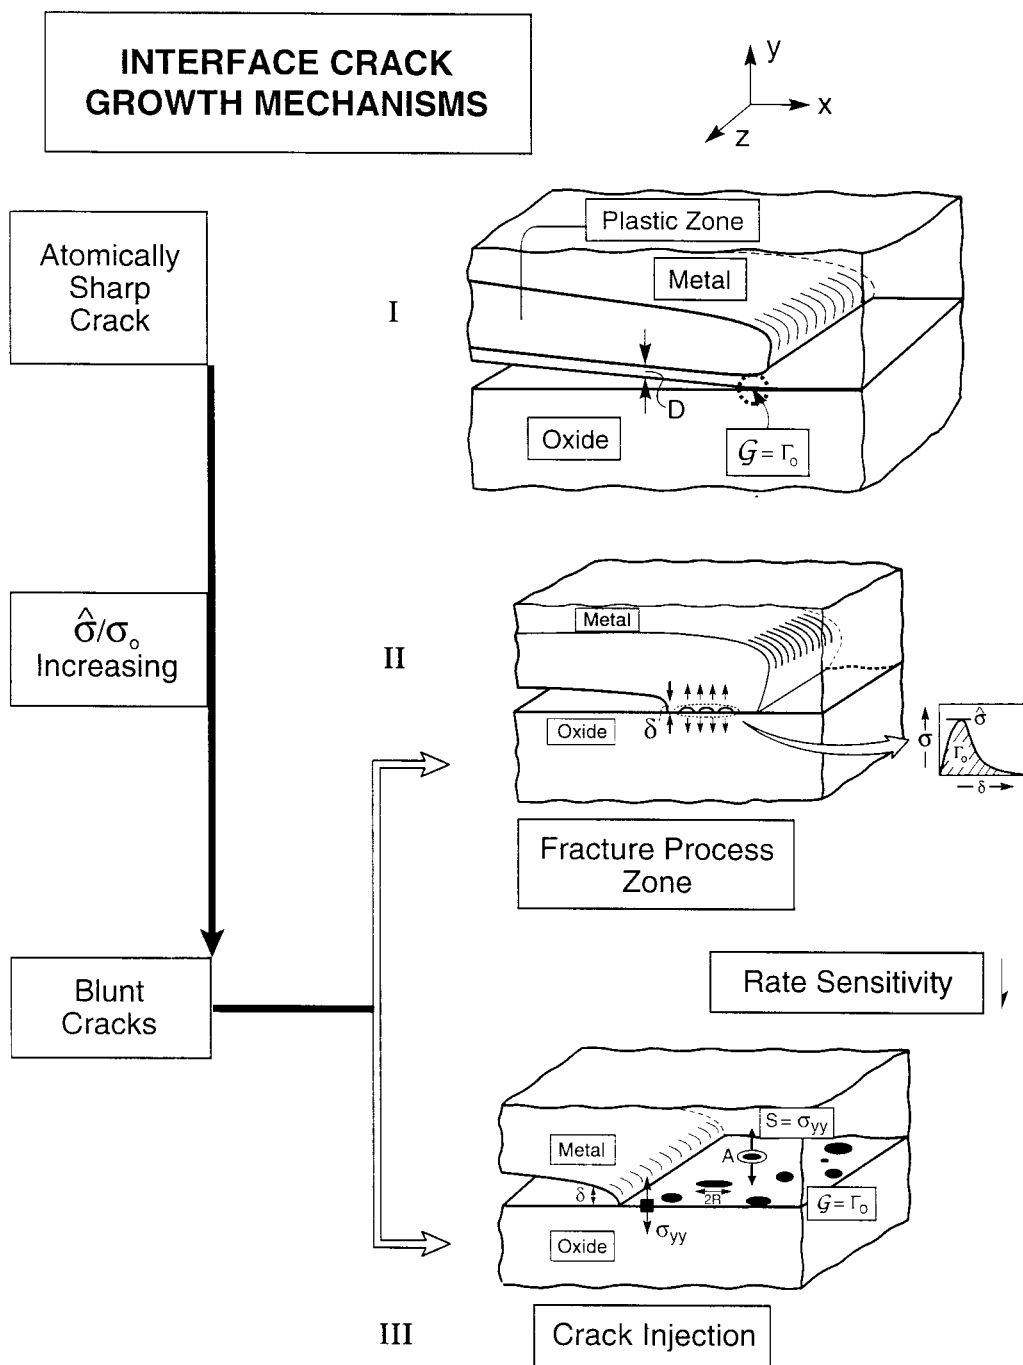 INTERFACE CRACK
GROWTH MECHANISMS
y
x
z
Atomically
Sharp
Crack
I
Plastic Zone
Metal
D
Oxide
𝒢 = Γₒ
σ̂/σₒ
Increasing
II
Metal
δ
Oxide
σ
σ̂
Γₒ
δ
Fracture Process
Zone
Rate Sensitivity
Blunt
Cracks
S = σyy
Metal
A
δ
2R
𝒢 = Γₒ
σyy
Oxide
III
Crack Injection